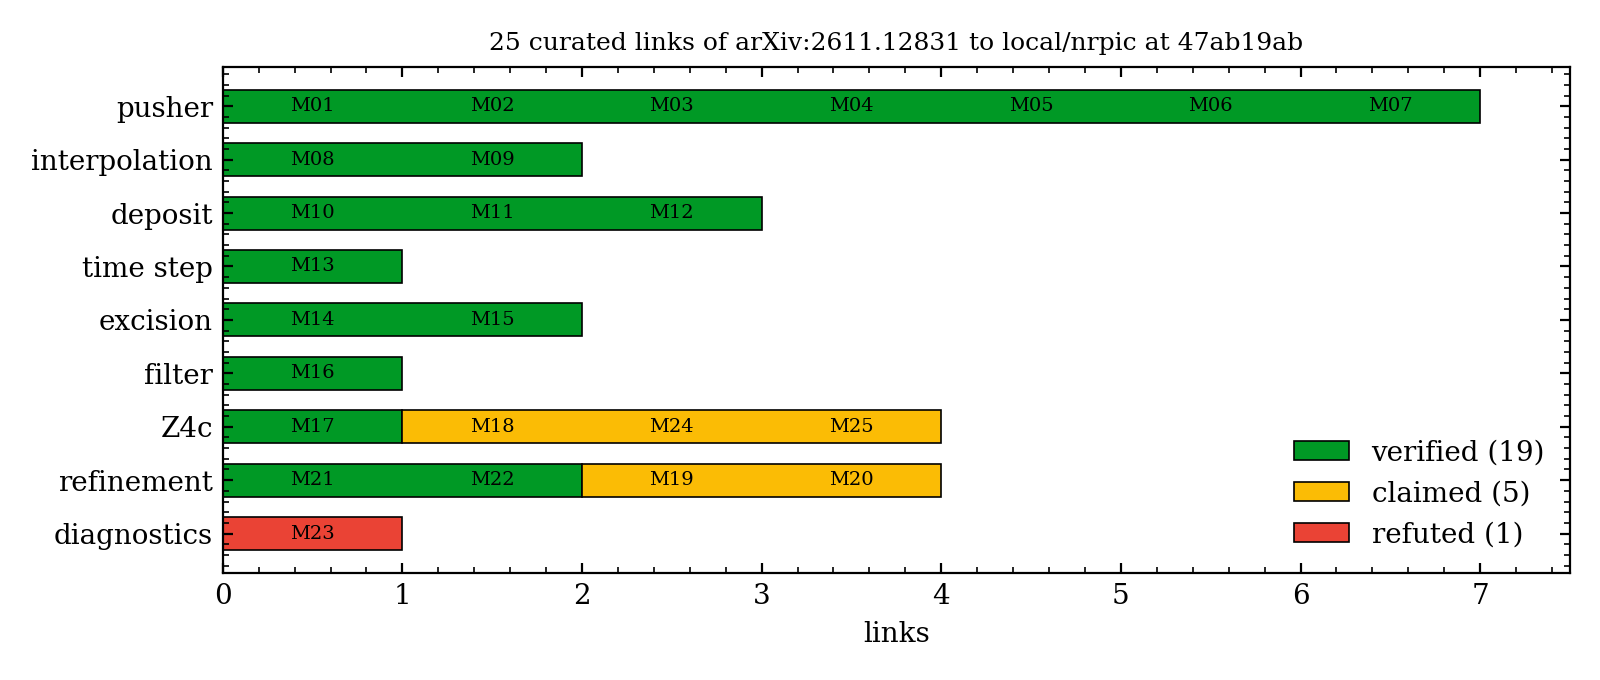 25 curated links of arXiv:2611.12831 to local/nrpic at 47ab19ab
pusher M01 M02 M03 M04 M05 M06 M07
interpolation M08 M09
deposit M10 M11 M12
time step M13
excision M14 M15
filter M16
Z4c M17 M18 M24 M25
refinement M21 M22 M19 M20
diagnostics M23
verified (19)
claimed (5)
refuted (1)
0 1 2 3 4 5 6 7
links